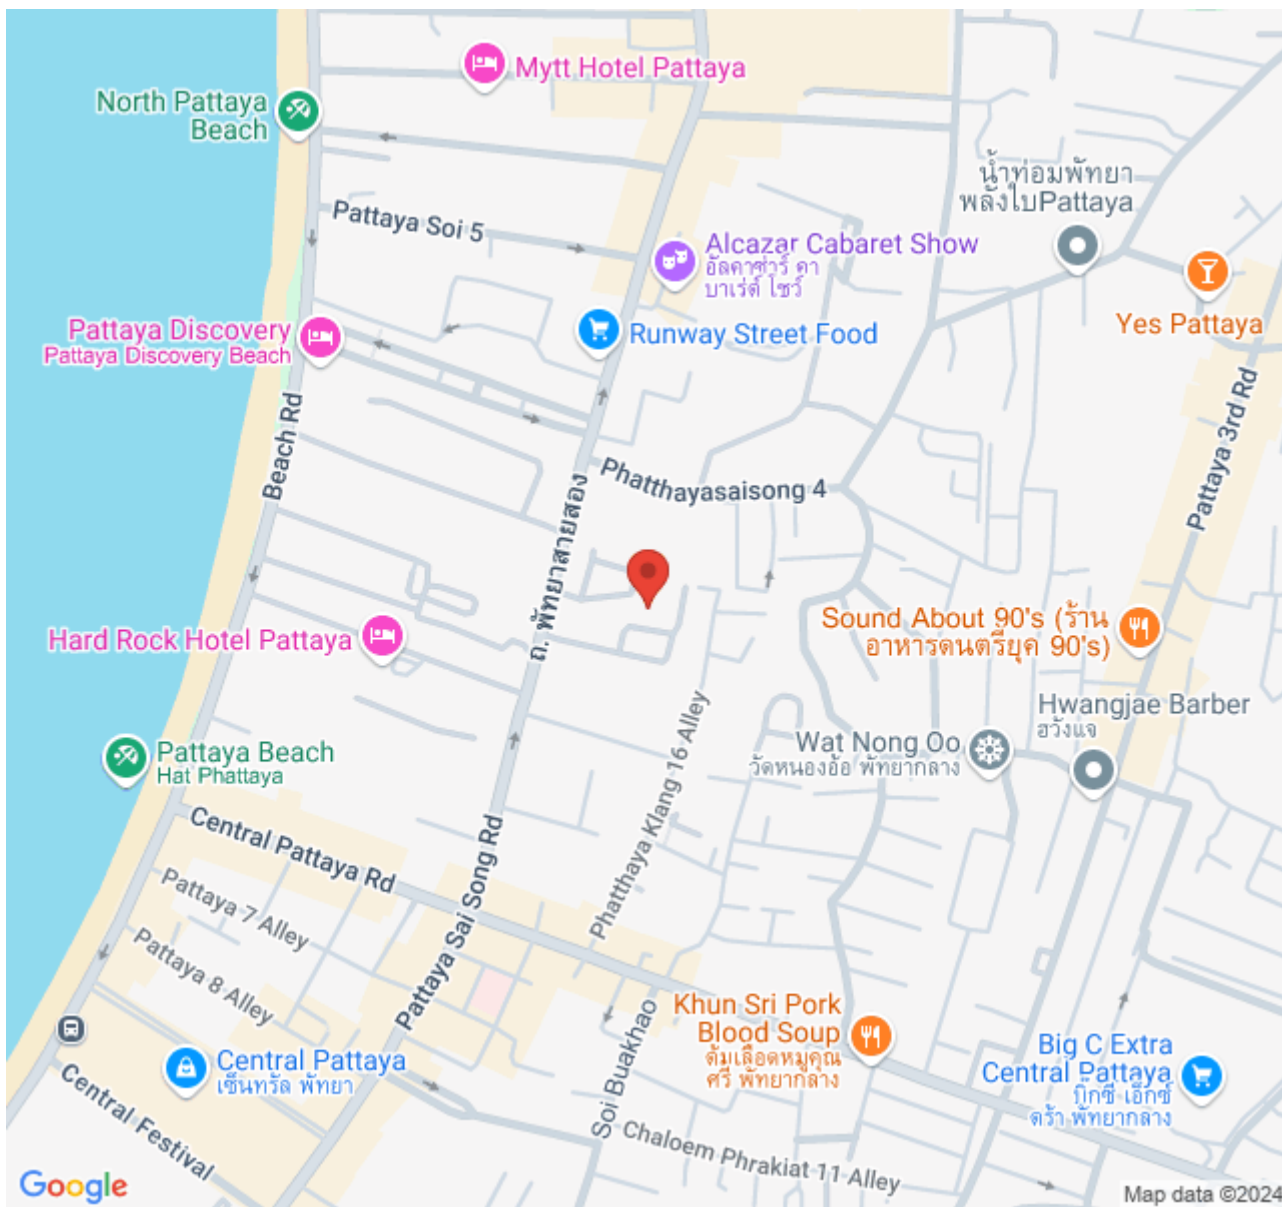 Mytt Hotel Pattaya
North Pattaya
Beach
น้ำท่อมพัทยา
พลังใบPattaya
Pattaya Soi 5
Alcazar Cabaret Show
อัลคาซ่าร์ คา
บาเร่ต์ โชว์
Yes Pattaya
Pattaya Discovery
Pattaya Discovery Beach
Runway Street Food
Beach Rd
Pattaya 3rd Rd
Phatthayasaisong 4
ถ. พัทยาสายสอง
Sound About 90's (ร้าน
อาหารดนตรียุค 90's)
Hard Rock Hotel Pattaya
Hwangjae Barber
ฮวังแจ
Wat Nong Oo
วัดหนองอ้อ พัทยากลาง
Pattaya Beach
Hat Phattaya
Phatthaya Klang 16 Alley
Central Pattaya Rd
Pattaya Sai Song Rd
Pattaya 7 Alley
Pattaya 8 Alley
Khun Sri Pork
Blood Soup
ต้มเลือดหมูคุณ
ศรี พัทยากลาง
Soi Buakhao
Big C Extra
Central Pattaya
บิ๊กซี เอ็กซ์
ตร้า พัทยากลาง
Central Pattaya
เซ็นทรัล พัทยา
Central Festival
Chaloem Phrakiat 11 Alley
Google
Map data ©2024